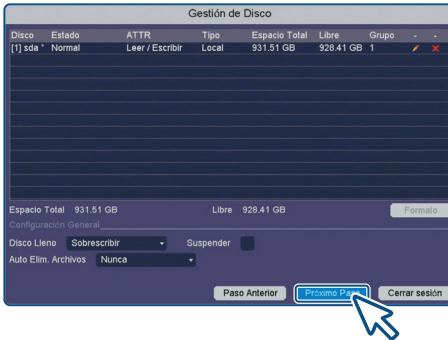 Gestión de Disco
Disco Estado ATTR Tipo Espacio Total Libre Grupo - -
[1] sda * Normal Leer / Escribir Local 931.51 GB 928.41 GB 1
Espacio Total 931.51 GB Libre 928.41 GB Formato
Configuración General
Disco Lleno Sobrescribir Suspender
Auto Elim. Archivos Nunca
Paso Anterior Próximo Paso Cerrar sesión